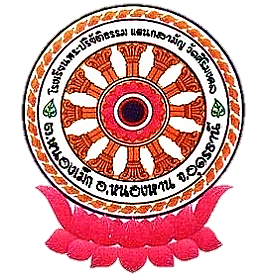 โรงเรียนพระปริยัติธรรม แผนกสามัญ วัดศิริมงคล
ต.หนองเม็ก อ.หนองหาน จ.อุดรธานี